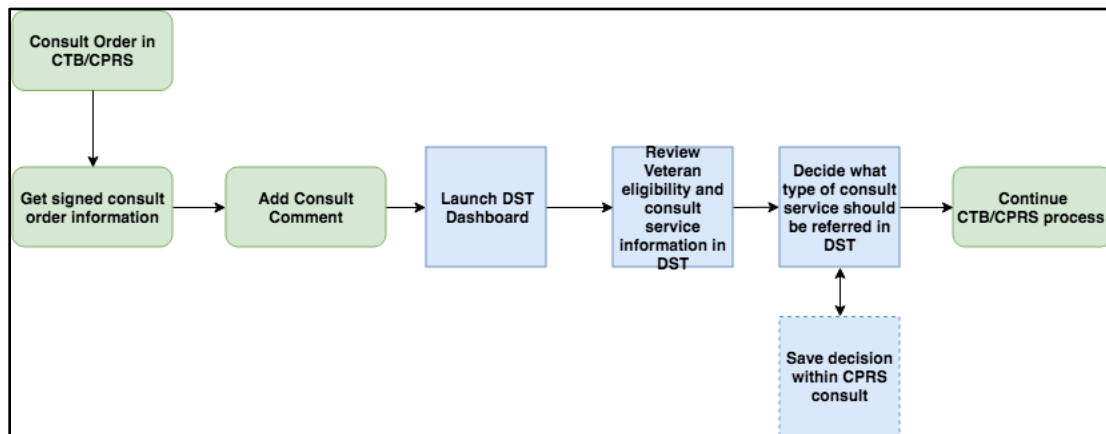 Consult Order in
CTB/CPRS
Get signed consult
order information
Add Consult
Comment
Launch DST
Dashboard
Review
Veteran
eligibility and
consult
service
information in
DST
Decide what
type of consult
service should
be referred in
DST
Continue
CTB/CPRS process
Save decision
within CPRS
consult